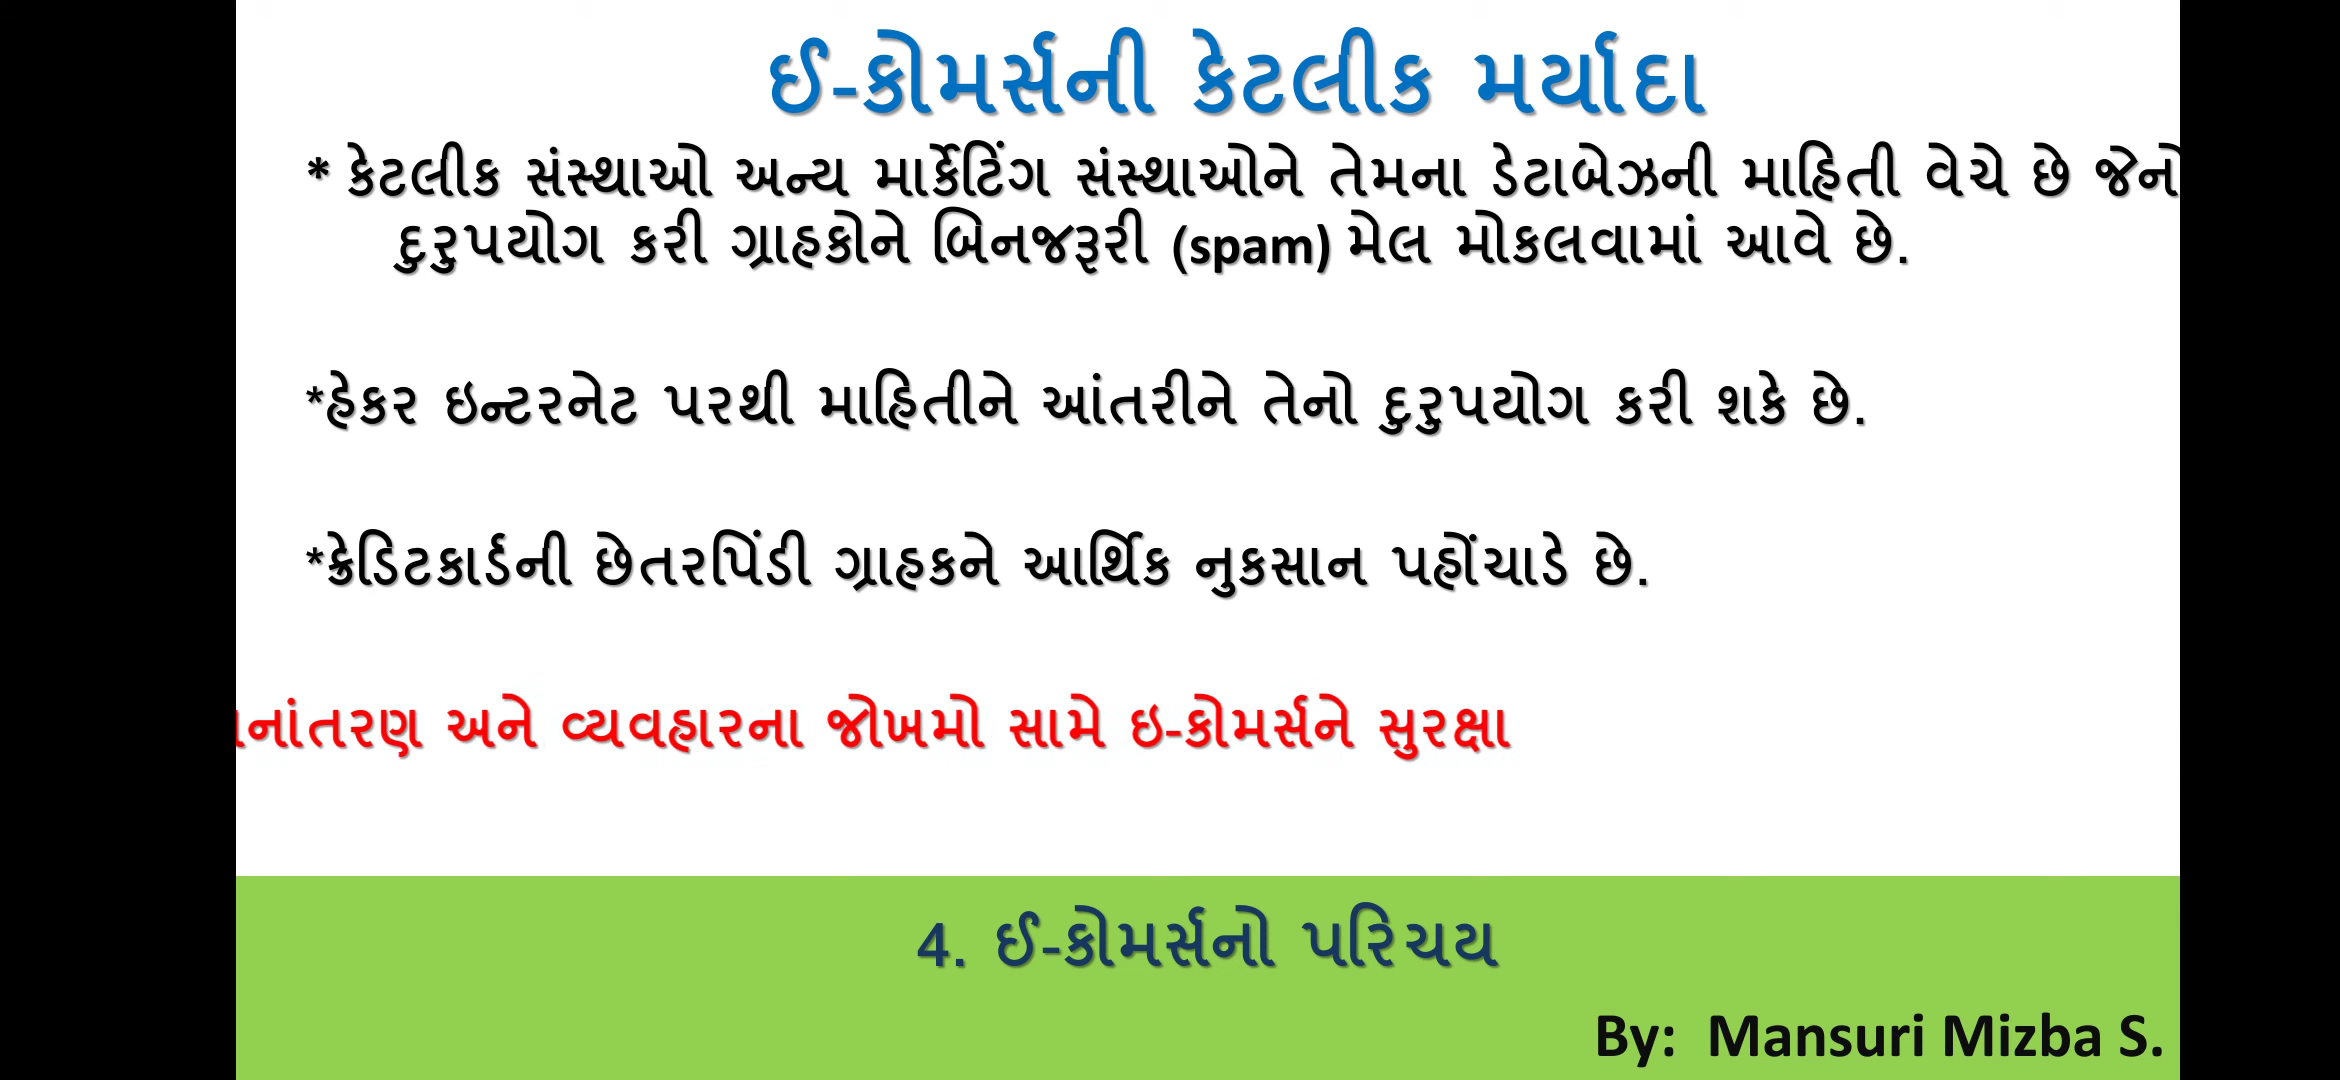 ઈ-કોમર્સની કેટલીક મર્યાદા
* કેટલીક સંસ્થાઓ અન્ય માર્કેટિંગ સંસ્થાઓને તેમના ડેટાબેઝની માહિતી વેચે છે જેનો
દુરુપયોગ કરી ગ્રાહકોને બિનજરૂરી (spam) મેલ મોકલવામાં આવે છે.
*હેકર ઇન્ટરનેટ પરથી માહિતીને આંતરીને તેનો દુરુપયોગ કરી શકે છે.
*ક્રેડિટકાર્ડની છેતરપિંડી ગ્રાહકને આર્થિક નુકસાન પહોંચાડે છે.
અને વ્યવહારના જોખમો સામે ઇ-કોમર્સને સુરક્ષા
4. ઈ-કોમર્સનો પરિચય
By: Mansuri Mizba S.